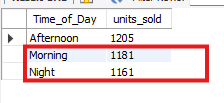 Time_of_Day units_sold
Afternoon 1205
Morning 1181
Night 1161